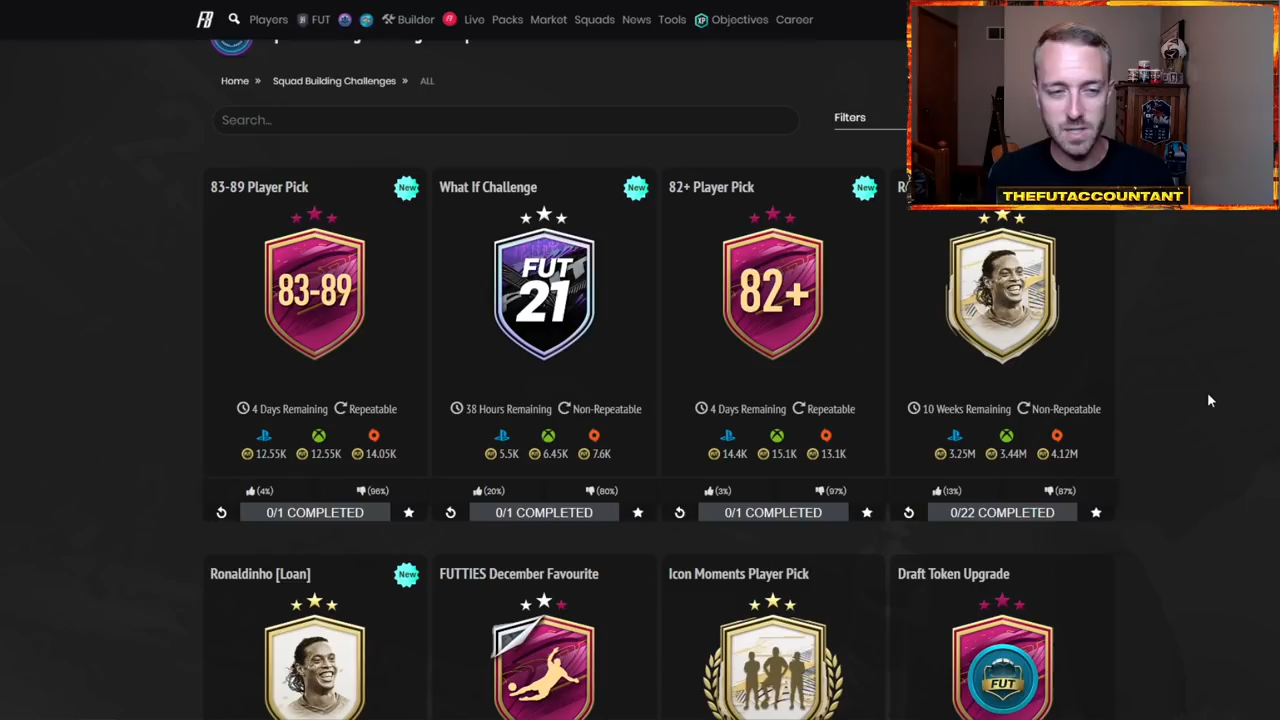 F8 Players FUT Builder Live Packs Market Squads News Tools XP Objectives Career
Home » Squad Building Challenges » ALL
Search...
Filters
THEFUTACCOUNTANT
83-89 Player Pick New
What If Challenge New
82+ Player Pick New
83-89
FUT
21
82+
4 Days Remaining Repeatable
38 Hours Remaining Non-Repeatable
4 Days Remaining Repeatable
10 Weeks Remaining Non-Repeatable
12.55K 12.55K 14.05K
5.5K 6.45K 7.6K
14.4K 15.1K 13.1K
3.25M 3.44M 4.12M
(4%) (96%)
(20%) (80%)
(3%) (97%)
(13%) (87%)
0/1 COMPLETED
0/1 COMPLETED
0/1 COMPLETED
0/22 COMPLETED
Ronaldinho [Loan] New
FUTTIES December Favourite
Icon Moments Player Pick
Draft Token Upgrade
FUT